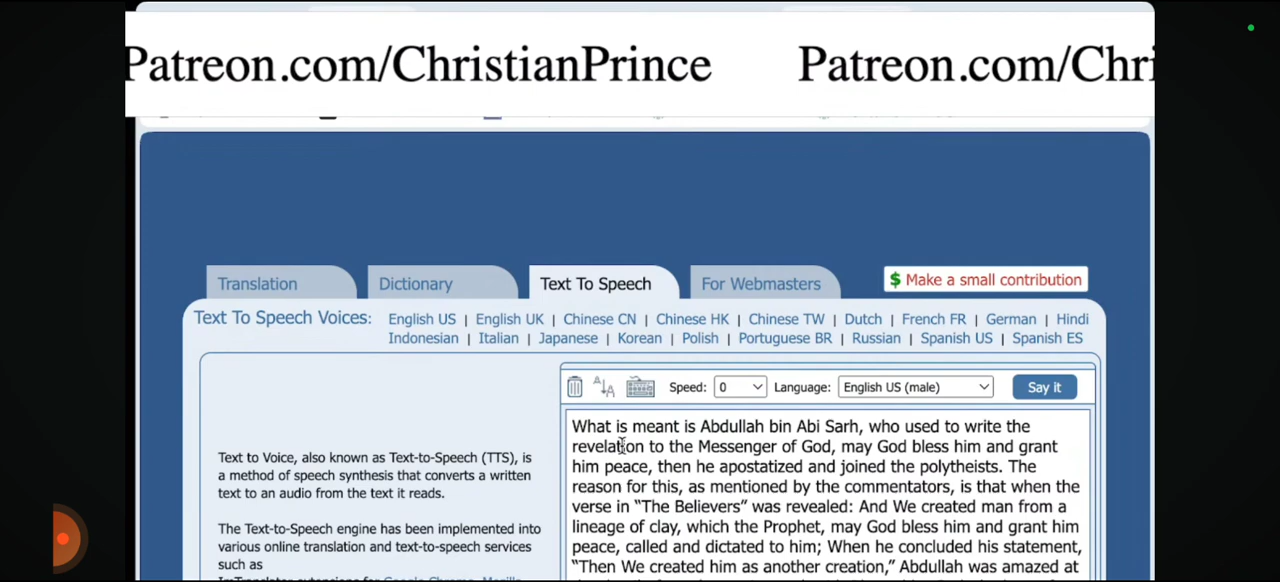 Patreon.com/ChristianPrince Patreon.com/Chri
Translation
Dictionary
Text To Speech
For Webmasters
$ Make a small contribution
Text To Speech Voices:
English US | English UK | Chinese CN | Chinese HK | Chinese TW | Dutch | French FR | German | Hindi
Indonesian | Italian | Japanese | Korean | Polish | Portuguese BR | Russian | Spanish US | Spanish ES
Speed: 0 Language: English US (male) Say it
Text to Voice, also known as Text-to-Speech (TTS), is
a method of speech synthesis that converts a written
text to an audio from the text it reads.
The Text-to-Speech engine has been implemented into
various online translation and text-to-speech services
such as
ImTranslator extensions for Google Chrome, Mozilla
What is meant is Abdullah bin Abi Sarh, who used to write the
revelation to the Messenger of God, may God bless him and grant
him peace, then he apostatized and joined the polytheists. The
reason for this, as mentioned by the commentators, is that when the
verse in “The Believers” was revealed: And We created man from a
lineage of clay, which the Prophet, may God bless him and grant him
peace, called and dictated to him; When he concluded his statement,
“Then We created him as another creation,” Abdullah was amazed at